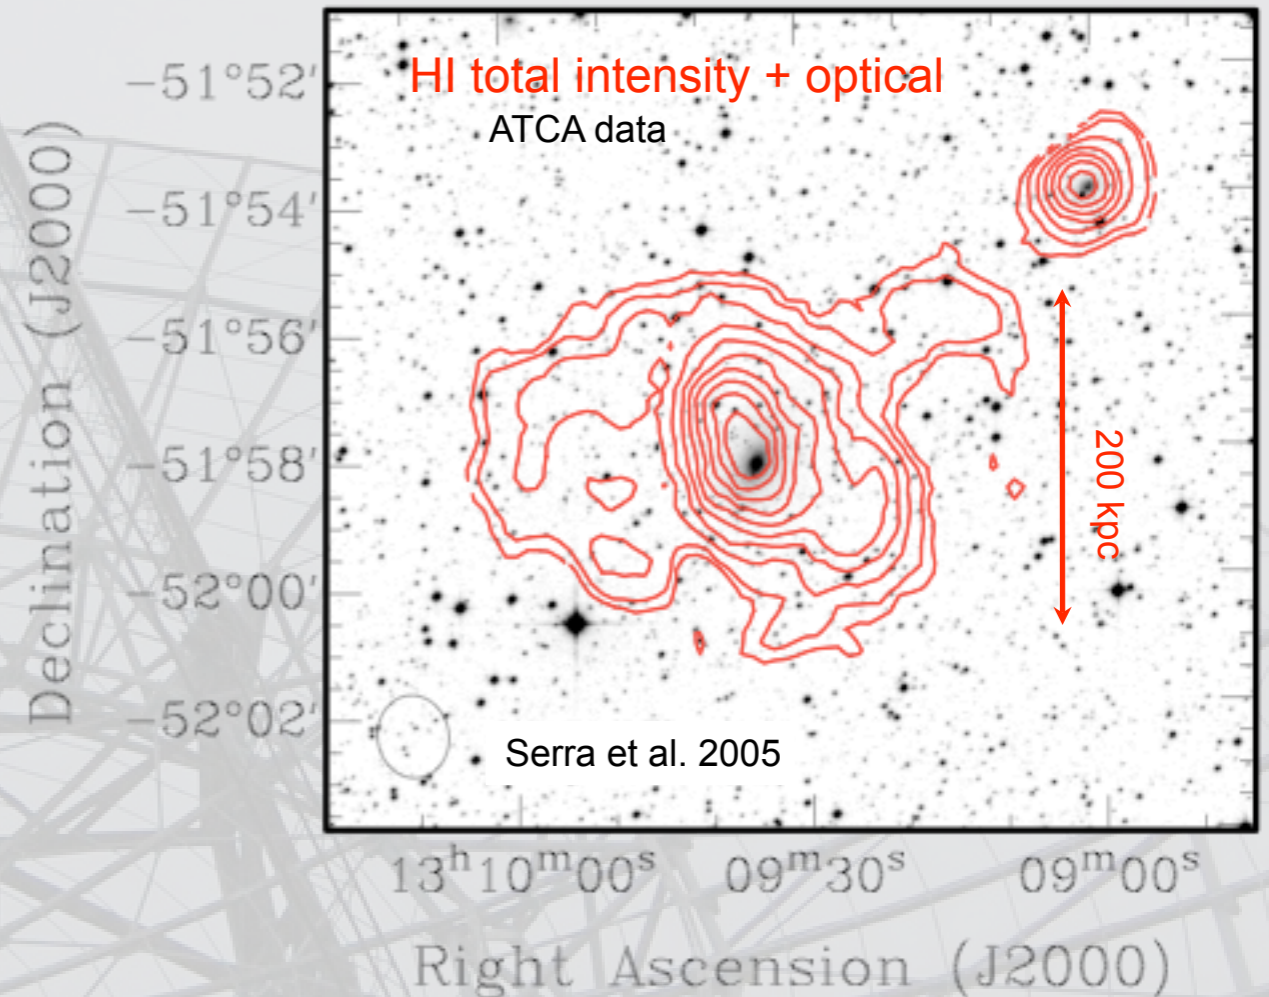 HI total intensity + optical
ATCA data
−51°52′
−51°54′
−51°56′
−51°58′
−52°00′
−52°02′
Declination (J2000)
200 kpc
Serra et al. 2005
13ʰ10ᵐ00ˢ 09ᵐ30ˢ 09ᵐ00ˢ
Right Ascension (J2000)